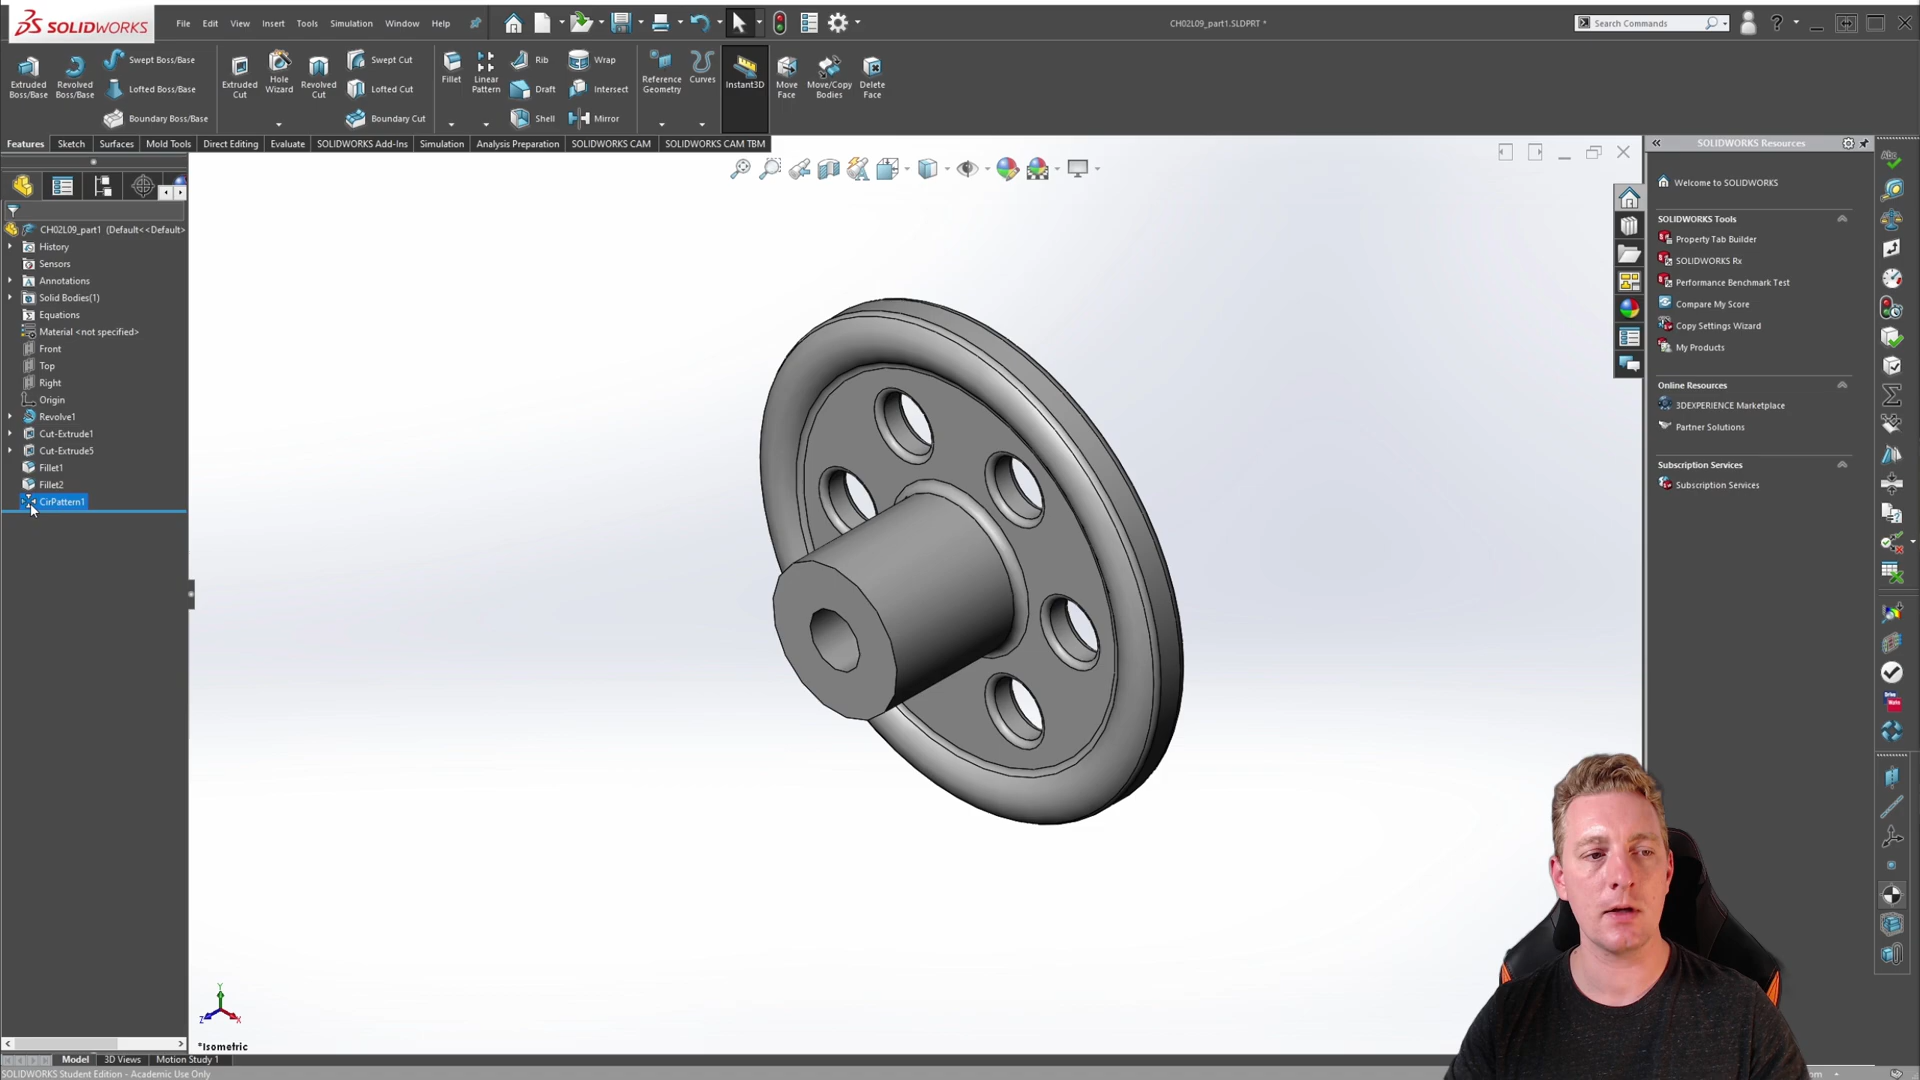 SOLIDWORKS
File Edit View Insert Tools Simulation Window Help
CH02L09_part1.SLDPRT *
Search Commands
Extruded Boss/Base
Revolved Boss/Base
Swept Boss/Base
Lofted Boss/Base
Boundary Boss/Base
Extruded Cut
Hole Wizard
Revolved Cut
Swept Cut
Lofted Cut
Boundary Cut
Fillet
Linear Pattern
Rib
Draft
Shell
Wrap
Intersect
Mirror
Reference Geometry
Curves
Instant3D
Move Face
Move/Copy Bodies
Delete Face
Features Sketch Surfaces Mold Tools Direct Editing Evaluate SOLIDWORKS Add-Ins Simulation Analysis Preparation SOLIDWORKS CAM SOLIDWORKS CAM TBM
CH02L09_part1 (Default<<Default>
History
Sensors
Annotations
Solid Bodies(1)
Equations
Material <not specified>
Front
Top
Right
Origin
Revolve1
Cut-Extrude1
Cut-Extrude5
Fillet1
Fillet2
CirPattern1
SOLIDWORKS Resources
Welcome to SOLIDWORKS
SOLIDWORKS Tools
Property Tab Builder
SOLIDWORKS Rx
Performance Benchmark Test
Compare My Score
Copy Settings Wizard
My Products
Online Resources
3DEXPERIENCE Marketplace
Partner Solutions
Subscription Services
Subscription Services
Y
Z
X
*Isometric
Model 3D Views Motion Study 1
SOLIDWORKS Student Edition - Academic Use Only